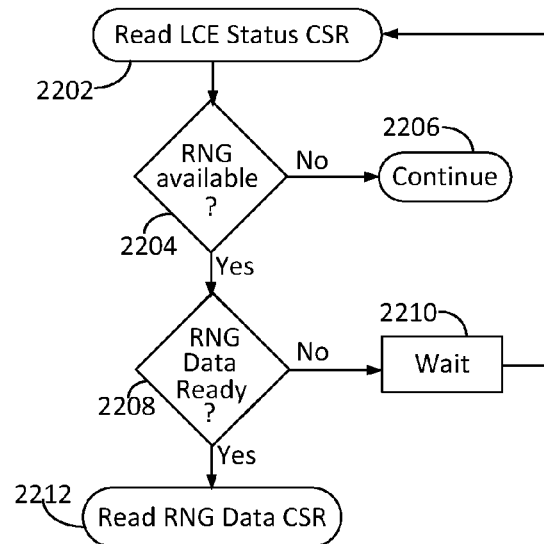 Read LCE Status CSR
2202
RNG
available
?
No
2206
Continue
2204
Yes
RNG
Data
Ready
?
No
2210
Wait
2208
Yes
2212
Read RNG Data CSR